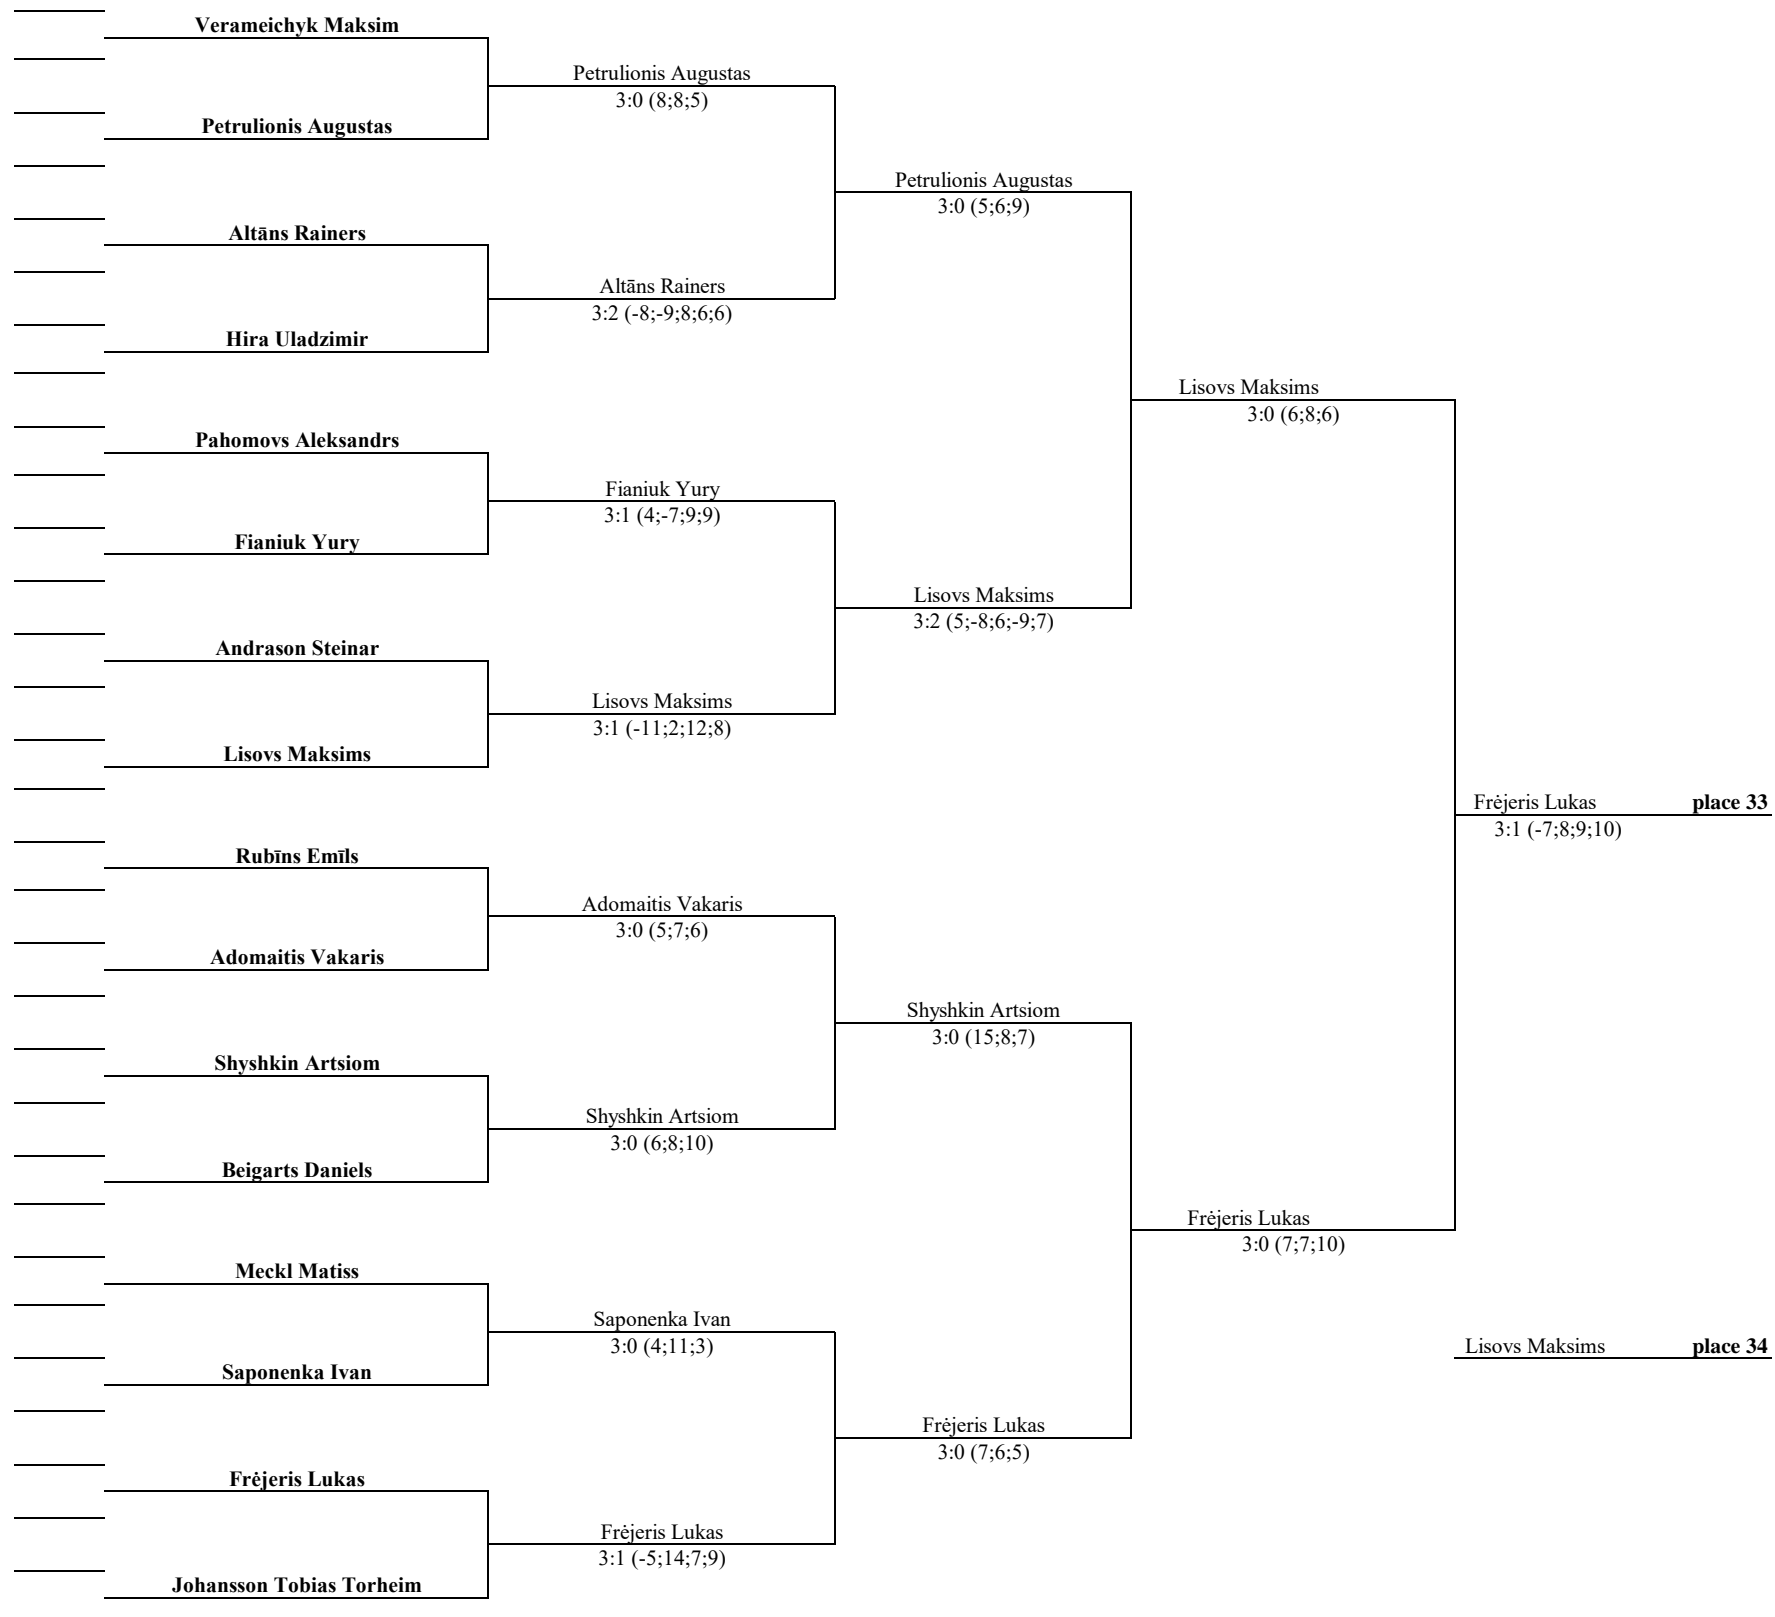 Verameichyk Maksim
Petrulionis Augustas
3:0 (8;8;5)
Petrulionis Augustas
Petrulionis Augustas
3:0 (5;6;9)
Altāns Rainers
Altāns Rainers
3:2 (-8;-9;8;6;6)
Hira Uladzimir
Lisovs Maksims
3:0 (6;8;6)
Pahomovs Aleksandrs
Fianiuk Yury
3:1 (4;-7;9;9)
Fianiuk Yury
Lisovs Maksims
3:2 (5;-8;6;-9;7)
Andrason Steinar
Lisovs Maksims
3:1 (-11;2;12;8)
Lisovs Maksims
Frėjeris Lukas place 33
3:1 (-7;8;9;10)
Rubīns Emīls
Adomaitis Vakaris
3:0 (5;7;6)
Adomaitis Vakaris
Shyshkin Artsiom
3:0 (15;8;7)
Shyshkin Artsiom
Shyshkin Artsiom
3:0 (6;8;10)
Beigarts Daniels
Frėjeris Lukas
3:0 (7;7;10)
Meckl Matiss
Saponenka Ivan
3:0 (4;11;3)
Lisovs Maksims place 34
Saponenka Ivan
Frėjeris Lukas
3:0 (7;6;5)
Frėjeris Lukas
Frėjeris Lukas
3:1 (-5;14;7;9)
Johansson Tobias Torheim